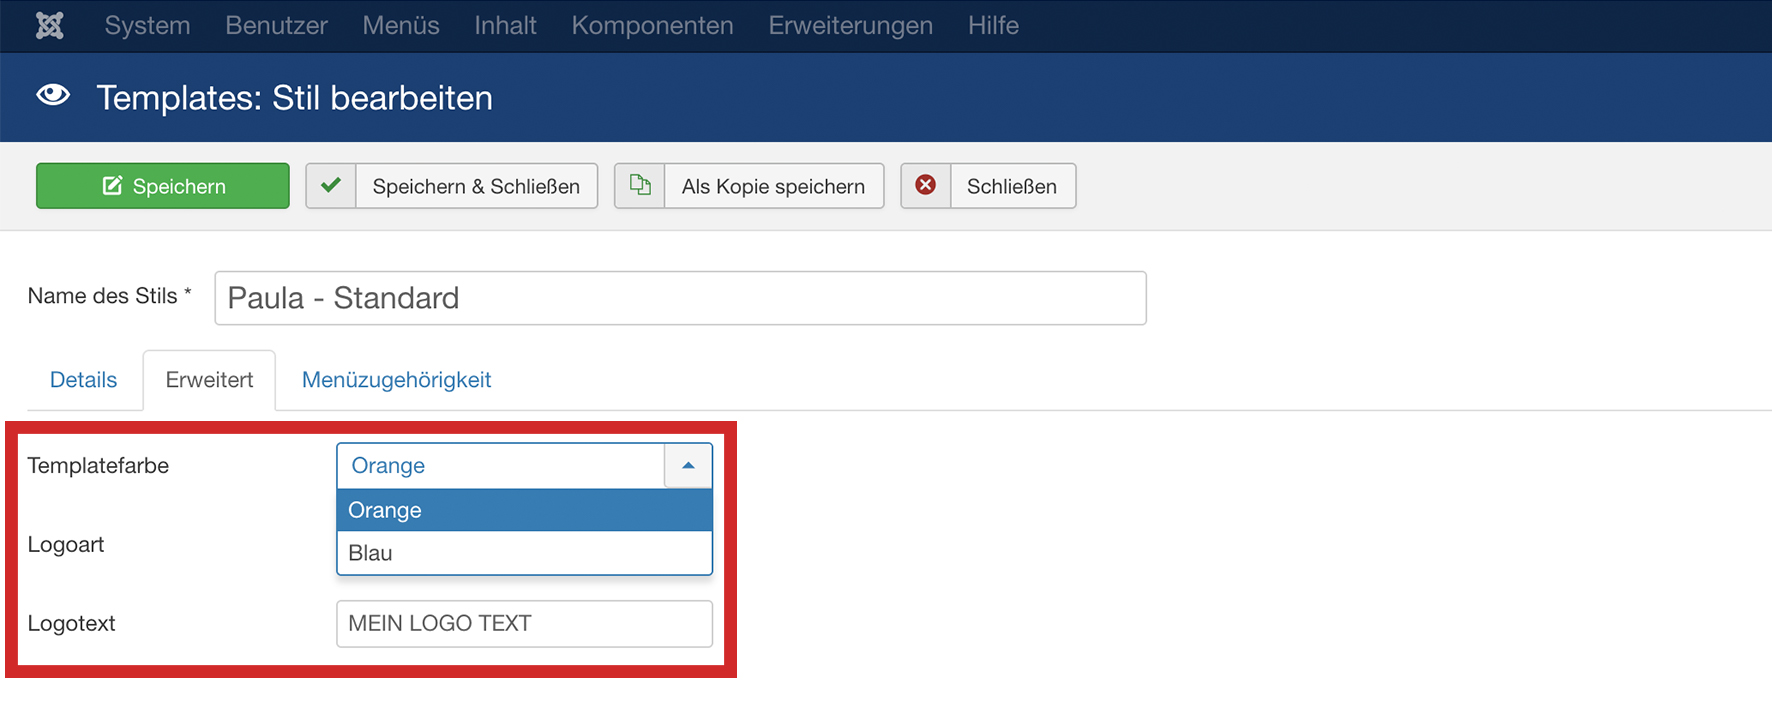 System Benutzer Menüs Inhalt Komponenten Erweiterungen Hilfe
Templates: Stil bearbeiten
Speichern Speichern & Schließen Als Kopie speichern Schließen
Name des Stils * Paula - Standard
Details Erweitert Menüzugehörigkeit
Templatefarbe Orange
Orange
Logoart Blau
Logotext MEIN LOGO TEXT